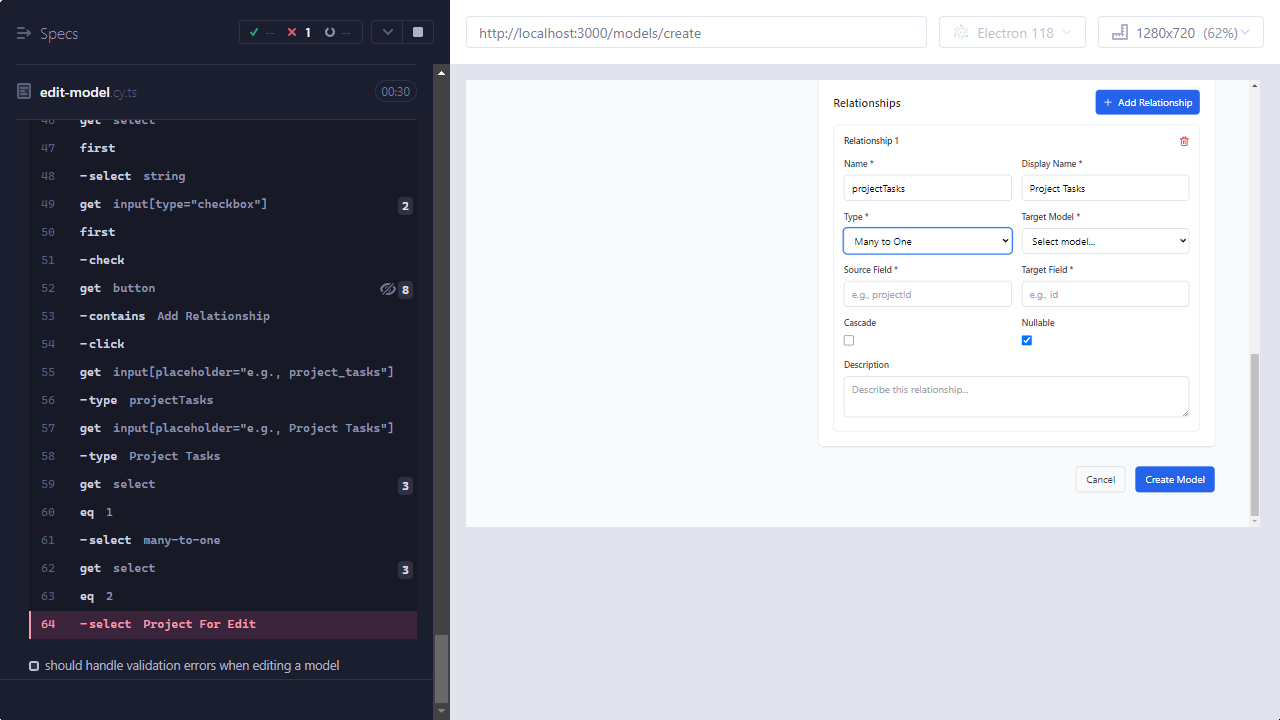 Specs
-- 1 --
edit-model.cy.ts
00:30
46 get select
47 first
48 -select string
49 get input[type="checkbox"] 2
50 first
51 -check
52 get button 8
53 -contains Add Relationship
54 -click
55 get input[placeholder="e.g., project_tasks"]
56 -type projectTasks
57 get input[placeholder="e.g., Project Tasks"]
58 -type Project Tasks
59 get select 3
60 eq 1
61 -select many-to-one
62 get select 3
63 eq 2
64 -select Project For Edit
should handle validation errors when editing a model
http://localhost:3000/models/create
Electron 118
1280x720 (62%)
Relationships
+ Add Relationship
Relationship 1
Name * Display Name *
projectTasks Project Tasks
Type * Target Model *
Many to One Select model...
Source Field * Target Field *
e.g., projectId e.g., id
Cascade Nullable
Description
Describe this relationship...
Cancel Create Model